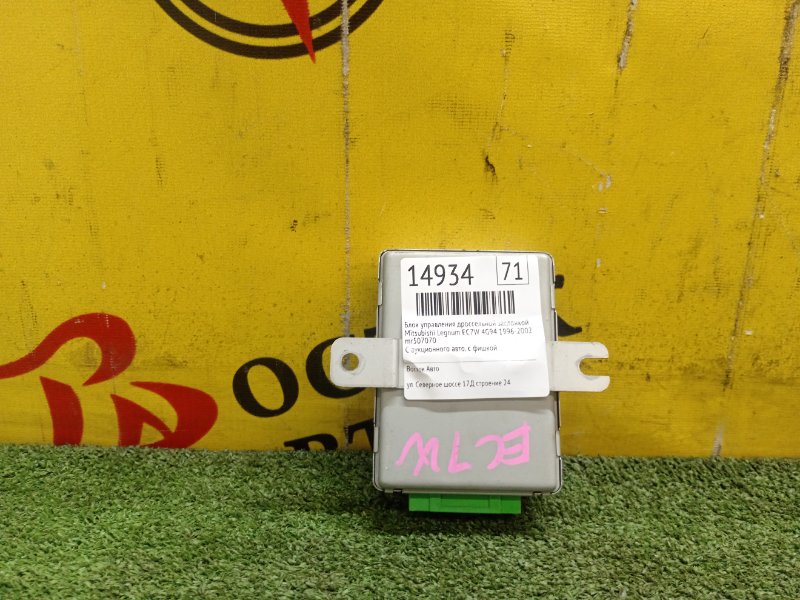 14934 71
Блок управления дроссельной заслонкой
Mitsubishi Legnum EC7W 4G94 1996-2002
mr507070
С аукционного авто, с фишкой
Восток Авто
ул. Северное шоссе 17Д строение 24
EC7W